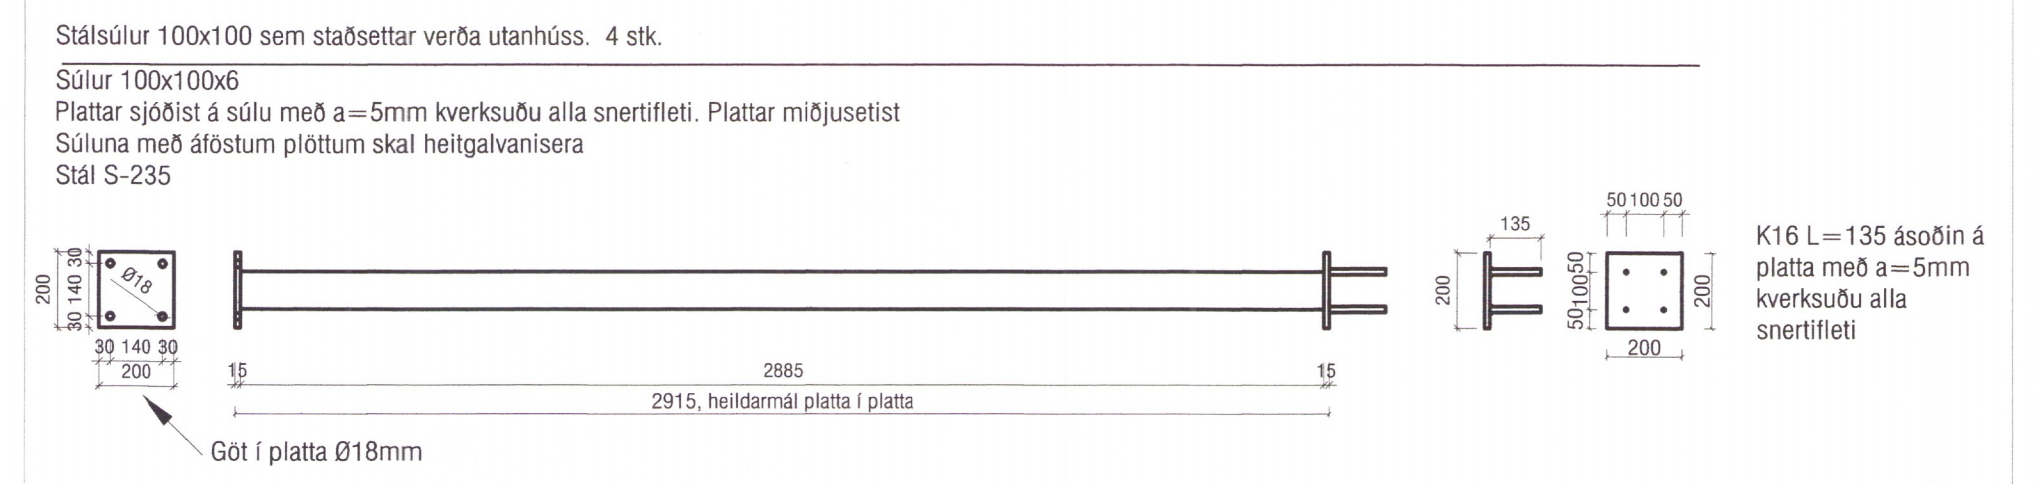 Stálsúlur 100x100 sem staðsettar verða utanhúss. 4 stk.
Súlur 100x100x6
Plattar sjóðist á súlu með a=5mm kverksuðu alla snertifleti. Plattar miðjusetist
Súluna með áföstum plöttum skal heitgalvanisera
Stál S-235
200
30
140
30
Ø18
30 140 30
200
Göt í platta Ø18mm
15
2885
15
2915, heildarmál platta í platta
135
200
50 100 50
50
100
50
200
200
K16 L=135 ásoðin á
platta með a=5mm
kverksuðu alla
snertifleti